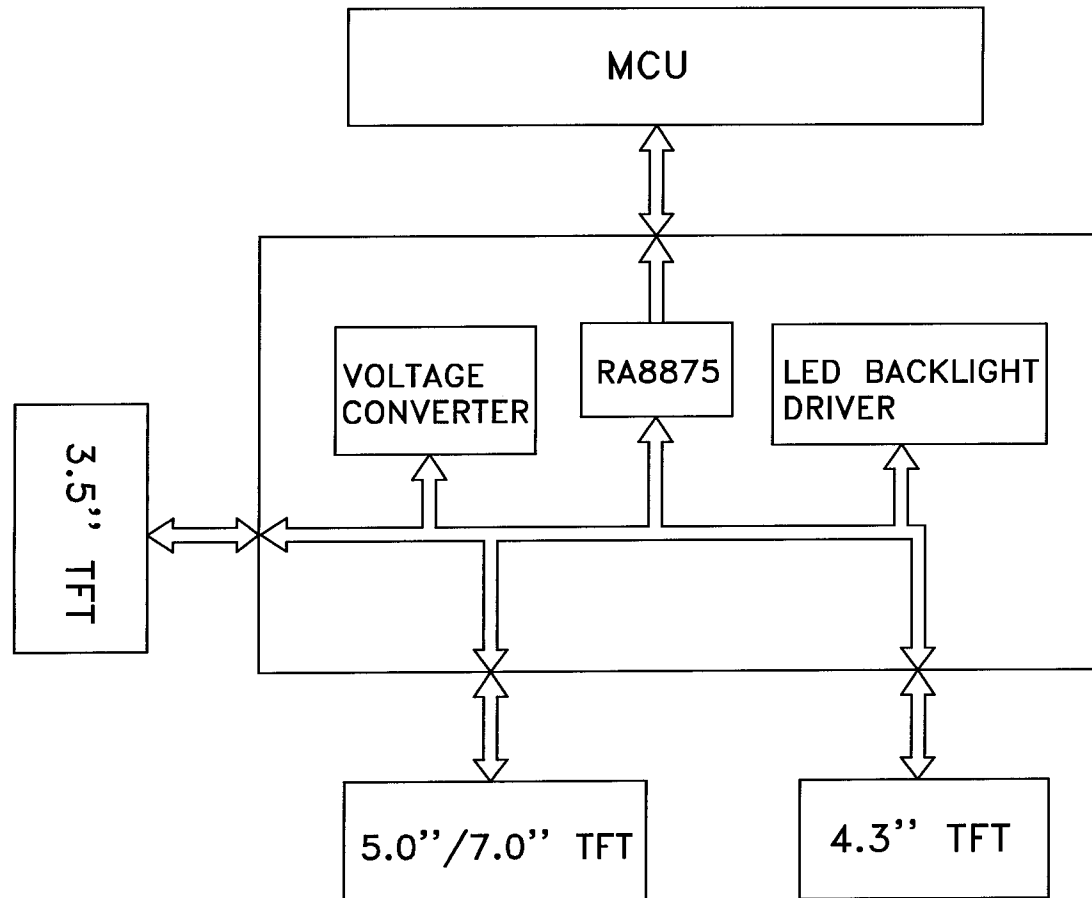 MCU
VOLTAGE
CONVERTER
RA8875
LED BACKLIGHT
DRIVER
3.5’’ TFT
5.0’’/7.0’’ TFT
4.3’’ TFT